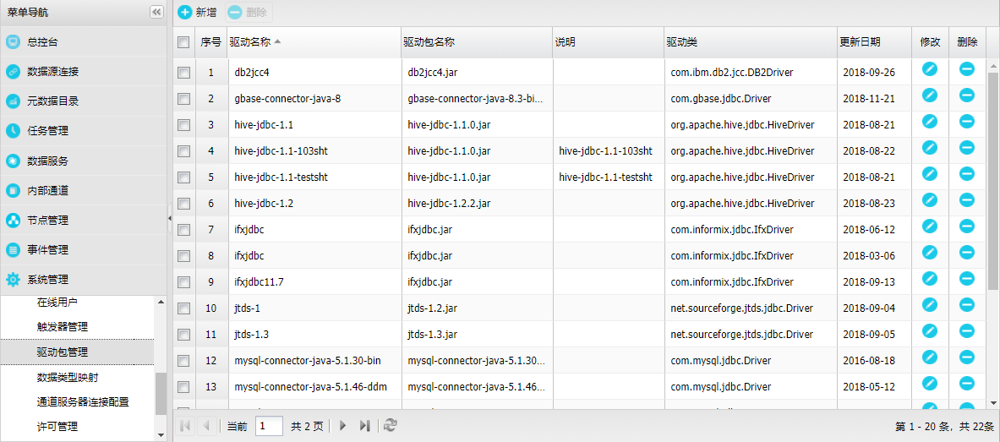 菜单导航
总控台
数据源连接
元数据目录
任务管理
数据服务
内部通道
节点管理
事件管理
系统管理
在线用户
触发器管理
驱动包管理
数据类型映射
通道服务器连接配置
许可管理
新增 删除
序号 驱动名称 驱动包名称 说明 驱动类 更新日期 修改 删除
1 db2jcc4 db2jcc4.jar com.ibm.db2.jcc.DB2Driver 2018-09-26
2 gbase-connector-java-8 gbase-connector-java-8.3-bi... com.gbase.jdbc.Driver 2018-11-21
3 hive-jdbc-1.1 hive-jdbc-1.1.0.jar org.apache.hive.jdbc.HiveDriver 2018-08-21
4 hive-jdbc-1.1-103sht hive-jdbc-1.1.0.jar hive-jdbc-1.1-103sht org.apache.hive.jdbc.HiveDriver 2018-08-22
5 hive-jdbc-1.1-testsht hive-jdbc-1.1.0.jar hive-jdbc-1.1-testsht org.apache.hive.jdbc.HiveDriver 2018-08-21
6 hive-jdbc-1.2 hive-jdbc-1.2.2.jar org.apache.hive.jdbc.HiveDriver 2018-08-23
7 ifxjdbc ifxjdbc.jar com.informix.jdbc.IfxDriver 2018-06-12
8 ifxjdbc ifxjdbc.jar com.informix.jdbc.IfxDriver 2018-03-06
9 ifxjdbc11.7 ifxjdbc.jar com.informix.jdbc.IfxDriver 2018-09-13
10 jtds-1 jtds-1.2.jar net.sourceforge.jtds.jdbc.Driver 2018-09-04
11 jtds-1.3 jtds-1.3.jar net.sourceforge.jtds.jdbc.Driver 2018-09-05
12 mysql-connector-java-5.1.30-bin mysql-connector-java-5.1.30... com.mysql.jdbc.Driver 2016-08-18
13 mysql-connector-java-5.1.46-ddm mysql-connector-java-5.1.46... com.mysql.jdbc.Driver 2018-05-12
当前 1 共 2 页 第 1 - 20 条，共 22条